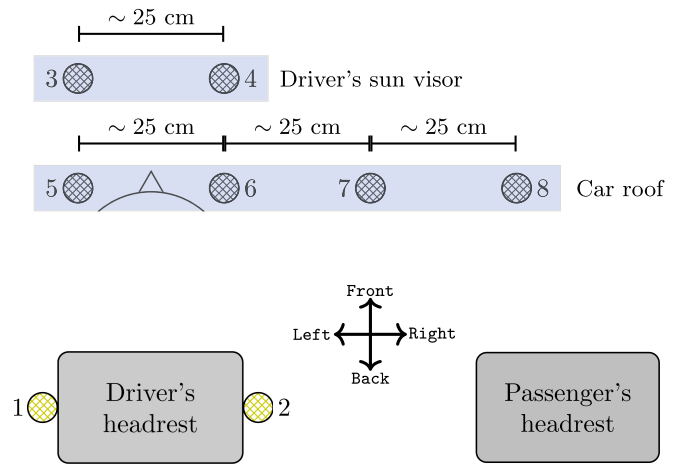 ∼ 25 cm
3 4 Driver's sun visor
∼ 25 cm ∼ 25 cm ∼ 25 cm
5 6 7 8 Car roof
Front
Left Right
Back
1 Driver's headrest 2
Passenger's headrest